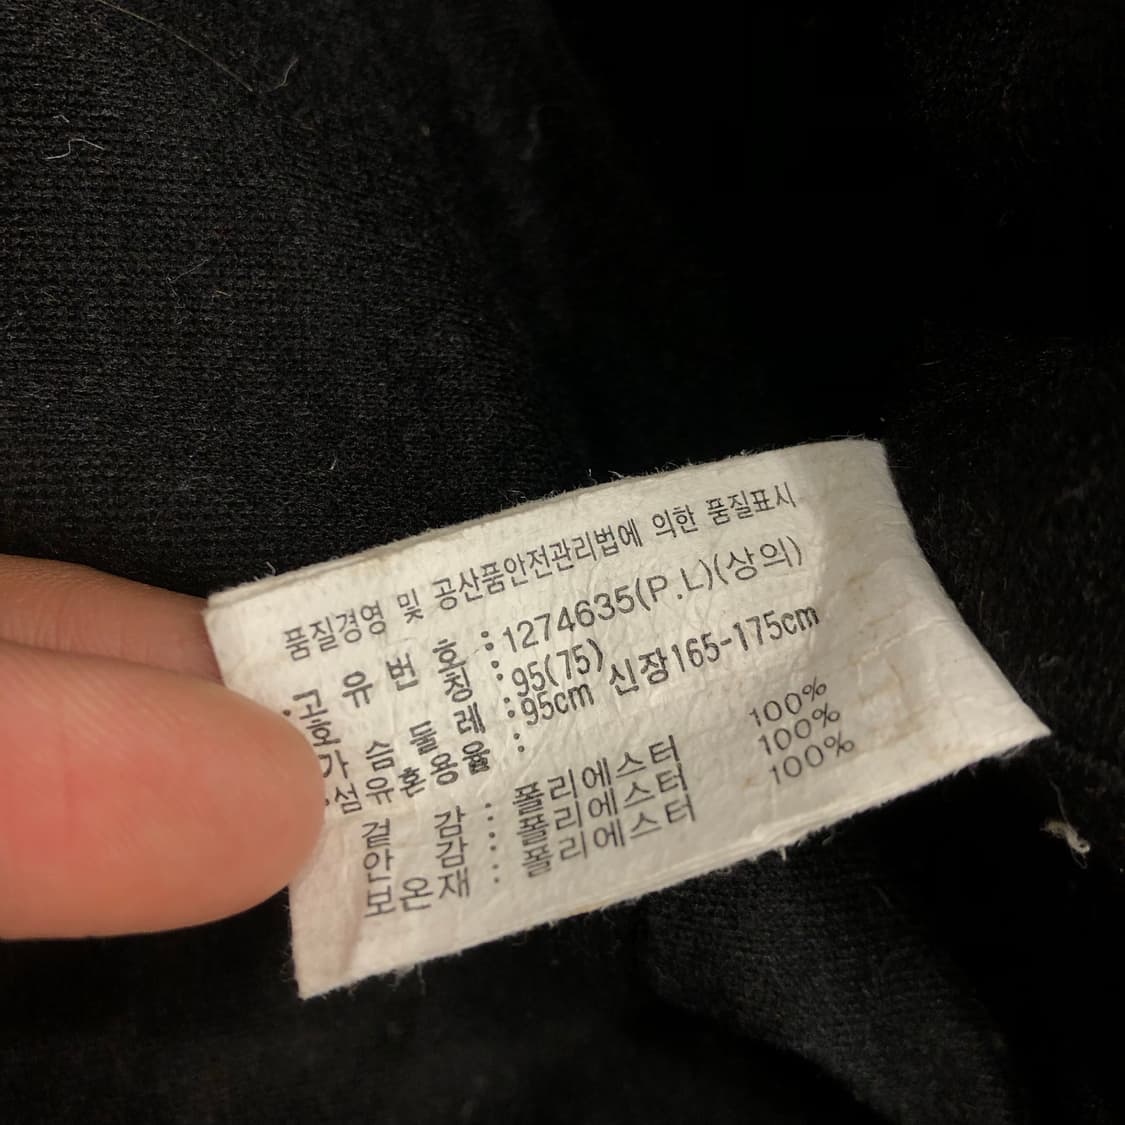 품질경영 및 공산품안전관리법에 의한 품질표시
·고유번호 : 1274635(P.L)(상의)
호칭 : 95(75)
가슴둘레 : 95cm 신장165-175cm
·섬유혼용율 :
겉감 : 폴리에스터 100%
안감 : 폴리에스터 100%
보온재 : 폴리에스터 100%